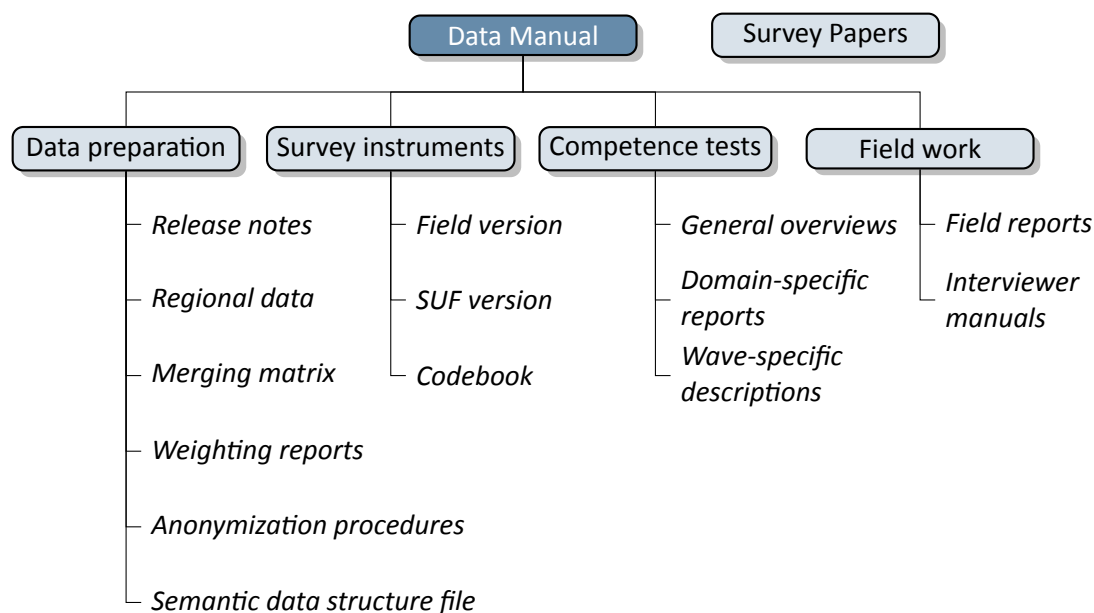 Data Manual
Survey Papers
Data preparation
Survey instruments
Competence tests
Field work
Release notes
Regional data
Merging matrix
Weighting reports
Anonymization procedures
Semantic data structure file
Field version
SUF version
Codebook
General overviews
Domain-specific
reports
Wave-specific
descriptions
Field reports
Interviewer
manuals